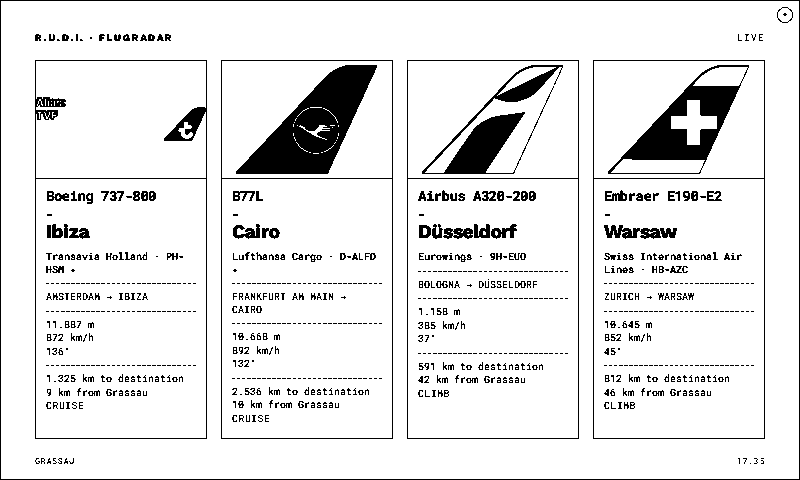 R.U.D.I. · FLUGRADAR
LIVE
Alias:
TVF
t
Boeing 737-800
-
Ibiza
Transavia Holland · PH-
HSM ✦
AMSTERDAM → IBIZA
11.887 m
872 km/h
136°
1.325 km to destination
9 km from Grassau
CRUISE
B77L
-
Cairo
Lufthansa Cargo · D-ALFD
✦
FRANKFURT AM MAIN →
CAIRO
10.668 m
892 km/h
132°
2.536 km to destination
10 km from Grassau
CRUISE
Airbus A320-200
-
Düsseldorf
Eurowings · 9H-EUO
BOLOGNA → DÜSSELDORF
1.158 m
385 km/h
37°
591 km to destination
42 km from Grassau
CLIMB
Embraer E190-E2
-
Warsaw
Swiss International Air
Lines · HB-AZC
ZURICH → WARSAW
10.645 m
852 km/h
45°
812 km to destination
46 km from Grassau
CLIMB
GRASSAU
17.35